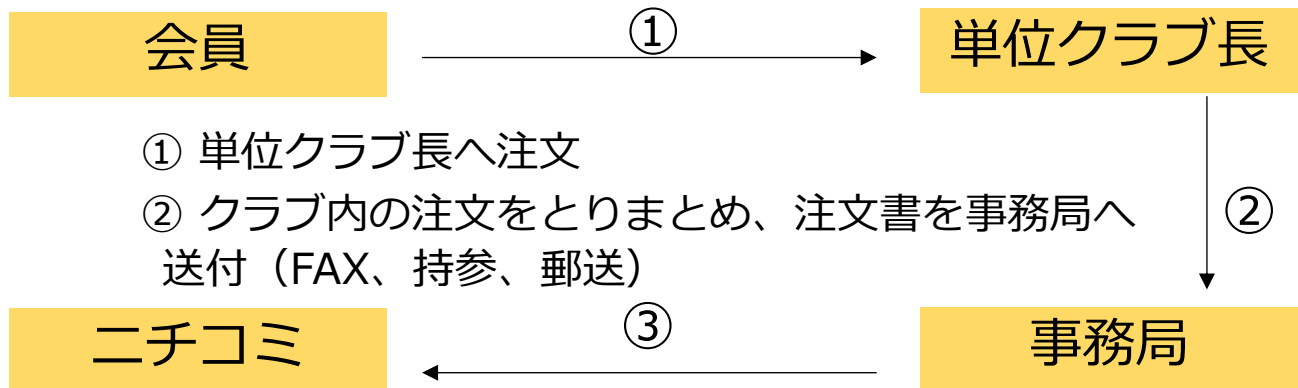 会員
①
単位クラブ長
① 単位クラブ長へ注文
② クラブ内の注文をとりまとめ、注文書を事務局へ
送付（FAX、持参、郵送）
②
ニチコミ
③
事務局